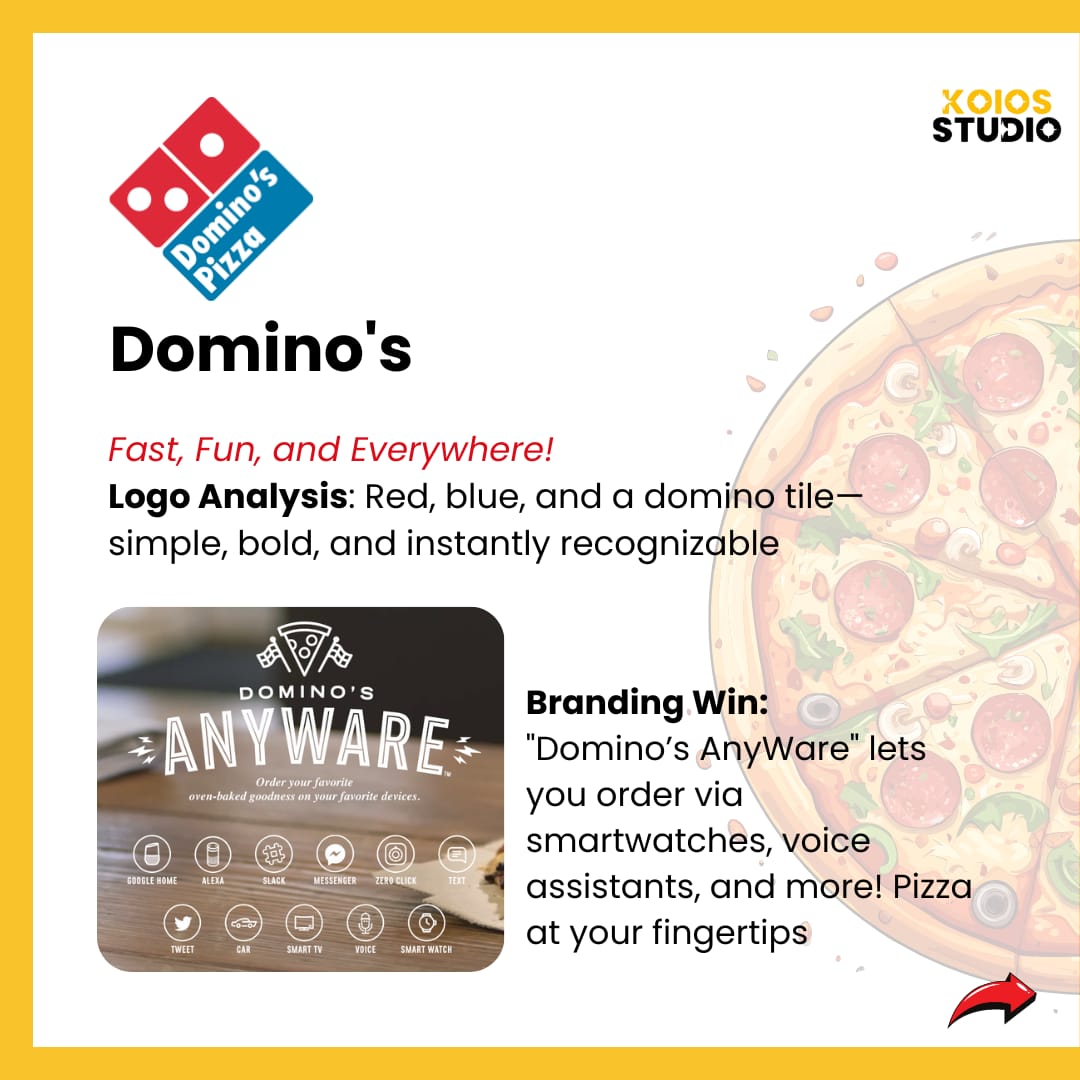 XOIOS
STUDIO
Domino's
Pizza
Domino's
Fast, Fun, and Everywhere!
Logo Analysis: Red, blue, and a domino tile—
simple, bold, and instantly recognizable
DOMINO'S
ANYWARE™
Order your favorite
oven-baked goodness on your favorite devices.
GOOGLE HOME ALEXA SLACK MESSENGER ZERO CLICK TEXT
TWEET CAR SMART TV VOICE SMART WATCH
Branding Win:
"Domino’s AnyWare" lets
you order via
smartwatches, voice
assistants, and more! Pizza
at your fingertips